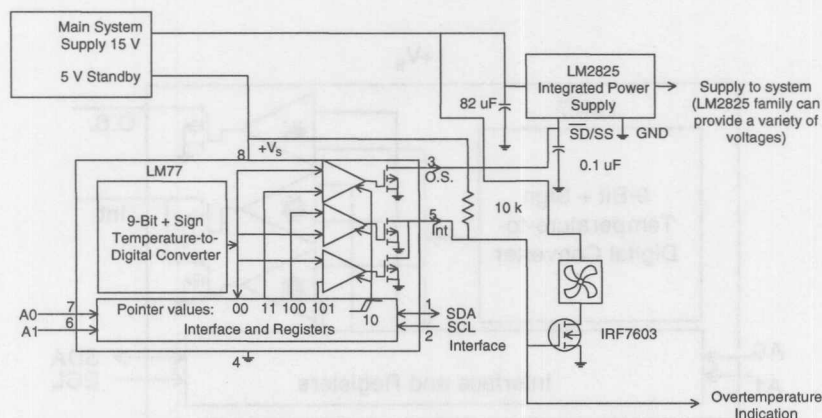 Main System
Supply 15 V
5 V Standby
LM2825
Integrated Power
Supply
Supply to system
(LM2825 family can
provide a variety of
voltages)
82 uF
SD/SS
GND
0.1 uF
8
+VS
LM77
3
O.S.
9-Bit + Sign
Temperature-to-
Digital Converter
5
Int
10 k
Pointer values:
00
11
100
101
10
Interface and Registers
A0
7
A1
6
1
SDA
SCL
2
Interface
4
IRF7603
Overtemperature
Indication